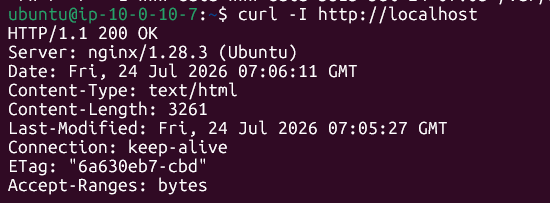 ubuntu@ip-10-0-10-7:~$ curl -I http://localhost
HTTP/1.1 200 OK
Server: nginx/1.28.3 (Ubuntu)
Date: Fri, 24 Jul 2026 07:06:11 GMT
Content-Type: text/html
Content-Length: 3261
Last-Modified: Fri, 24 Jul 2026 07:05:27 GMT
Connection: keep-alive
ETag: "6a630eb7-cbd"
Accept-Ranges: bytes